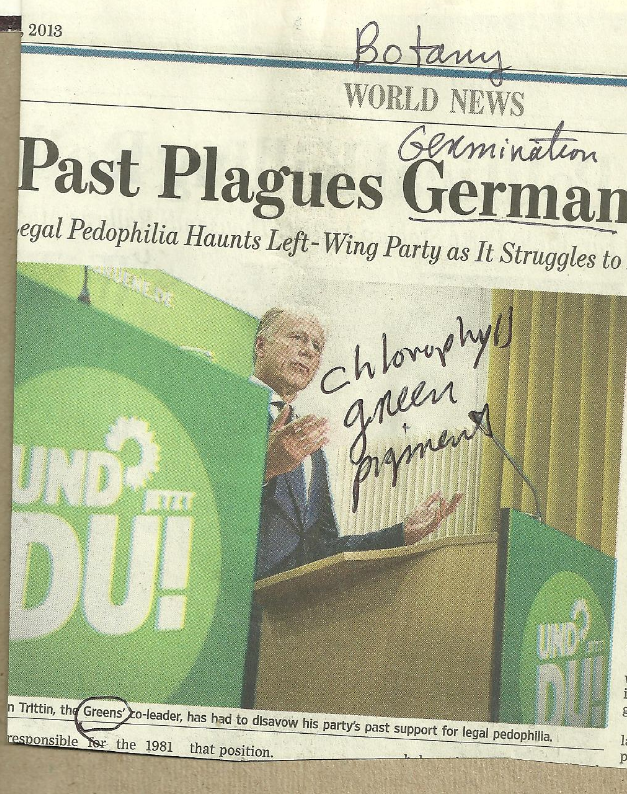 , 2013
Botany
WORLD NEWS
Germination
Past Plagues German
egal Pedophilia Haunts Left-Wing Party as It Struggles to
chlorophyll
green
pigment
UND
JETZT
DU!
UND
DU!
n Trittin, the Greens' co-leader, has had to disavow his party's past support for legal pedophilia.
responsible for the 1981 that position.